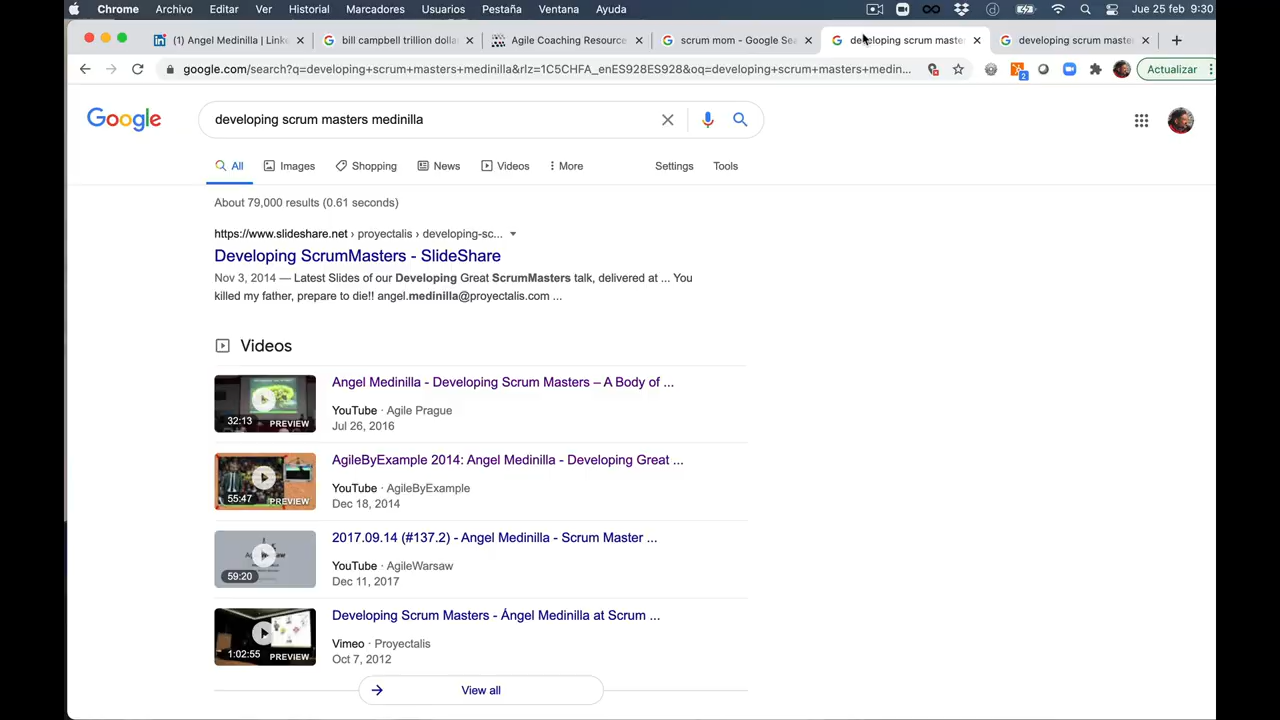 Chrome Archivo Editar Ver Historial Marcadores Usuarios Pestaña Ventana Ayuda Jue 25 feb 9:30
(1) Angel Medinilla | Linke bill campbell trillion dolla Agile Coaching Resource scrum mom - Google Sea developing scrum master developing scrum master
google.com/search?q=developing+scrum+masters+medinilla&rlz=1C5CHFA_enES928ES928&oq=developing+scrum+masters+medin... 2 Actualizar
Google developing scrum masters medinilla
All Images Shopping News Videos More Settings Tools
About 79,000 results (0.61 seconds)
https://www.slideshare.net › proyectalis › developing-sc...
Developing ScrumMasters - SlideShare
Nov 3, 2014 — Latest Slides of our Developing Great ScrumMasters talk, delivered at ... You
killed my father, prepare to die!! angel.medinilla@proyectalis.com ...
Videos
Angel Medinilla - Developing Scrum Masters – A Body of ...
YouTube · Agile Prague
Jul 26, 2016
32:13 PREVIEW
AgileByExample 2014: Angel Medinilla - Developing Great ...
YouTube · AgileByExample
Dec 18, 2014
55:47 PREVIEW
2017.09.14 (#137.2) - Angel Medinilla - Scrum Master ...
YouTube · AgileWarsaw
Dec 11, 2017
59:20
Developing Scrum Masters - Ángel Medinilla at Scrum ...
Vimeo · Proyectalis
Oct 7, 2012
1:02:55 PREVIEW
View all